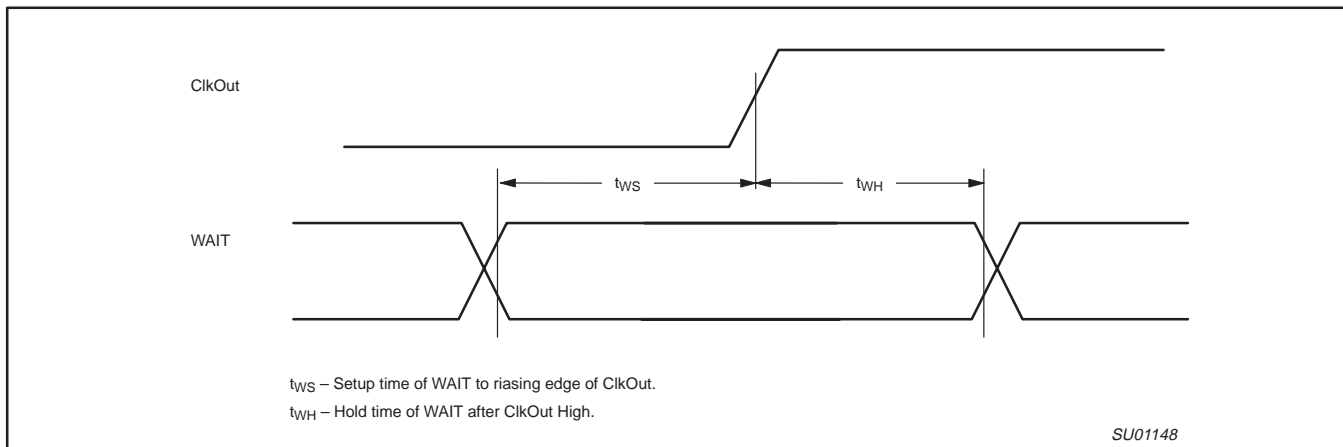 ClkOut
tWS
tWH
WAIT
tWS – Setup time of WAIT to riasing edge of ClkOut.
tWH – Hold time of WAIT after ClkOut High.
SU01148